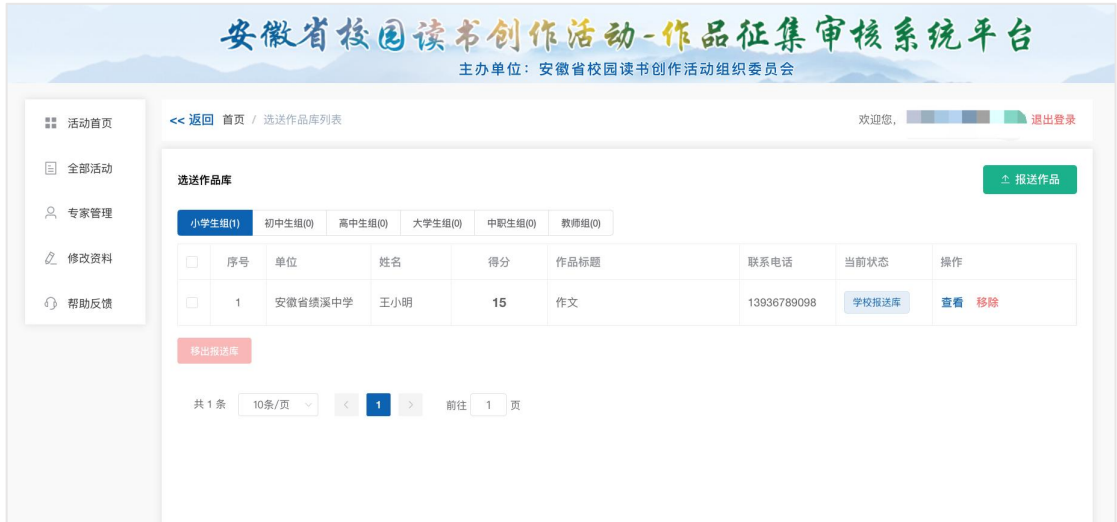 安徽省校园读书创作活动-作品征集审核系统平台
主办单位：安徽省校园读书创作活动组织委员会
活动首页
全部活动
专家管理
修改资料
帮助反馈
<< 返回 首页 / 选送作品库列表
欢迎您, 退出登录
选送作品库
报送作品
小学生组(1) 初中生组(0) 高中生组(0) 大学生组(0) 中职生组(0) 教师组(0)
序号 单位 姓名 得分 作品标题 联系电话 当前状态 操作
1 安徽省绩溪中学 王小明 15 作文 13936789098 学校报送库 查看 移除
移出报送库
共 1 条 10条/页 < 1 > 前往 1 页